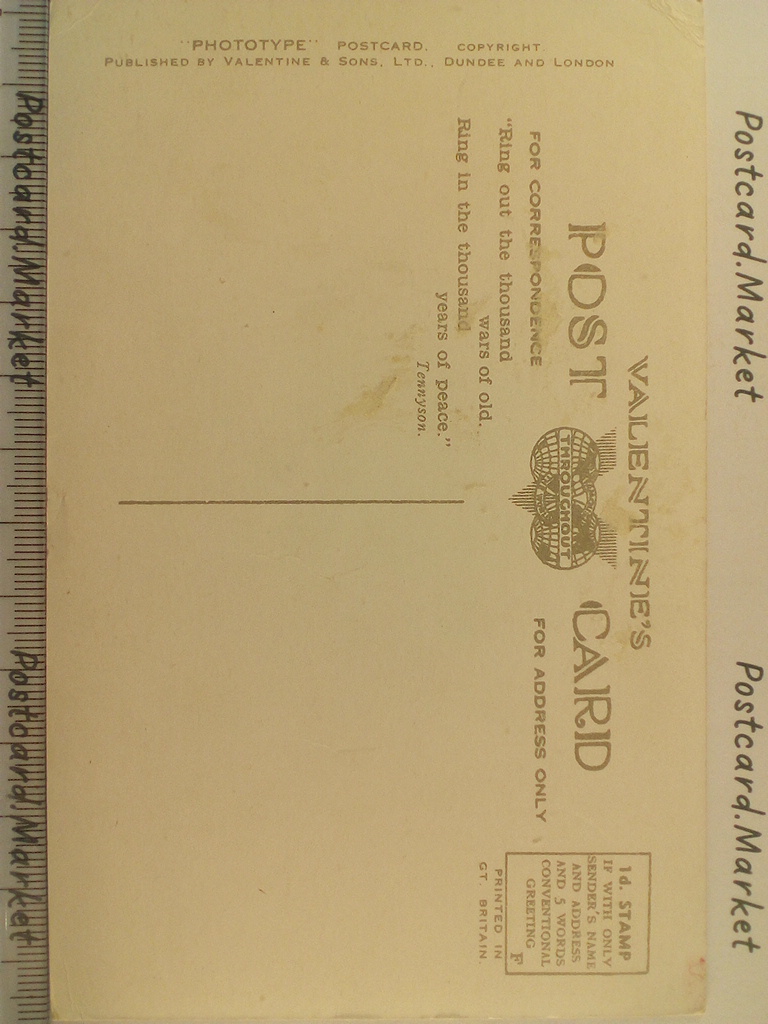 VALENTINE'S
POST CARD
THROUGHOUT
FOR CORRESPONDENCE
FOR ADDRESS ONLY
"Ring out the thousand
wars of old.
Ring in the thousand
years of peace."
Tennyson.
1d. STAMP
IF WITH ONLY
SENDER'S NAME
AND ADDRESS
AND 5 WORDS
CONVENTIONAL
GREETING
F
PRINTED IN
GT. BRITAIN.
"PHOTOTYPE" POSTCARD. COPYRIGHT
PUBLISHED BY VALENTINE & SONS, LTD., DUNDEE AND LONDON
Postcard.Market
Postcard.Market
Postcard.Market
Postcard.Market